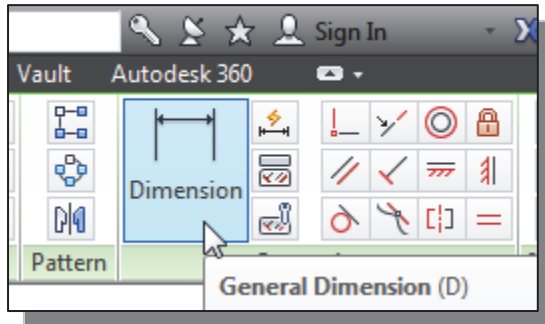 Sign In
Vault Autodesk 360
Dimension
Pattern
General Dimension (D)